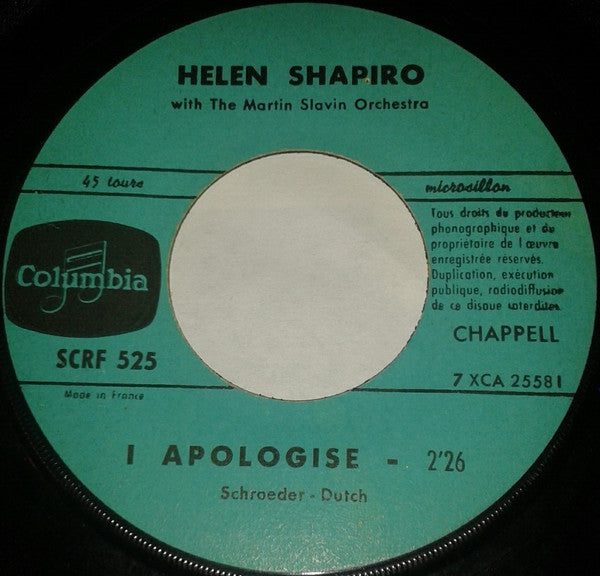 HELEN SHAPIRO
with The Martin Slavin Orchestra
45 tours
microsillon
Columbia
Tous droits du producteur
phonographique et du
propriétaire de l œuvre
enregistrée réservés.
Duplication, exécution
publique, radiodiffusion
de ce disque interdites.
CHAPPELL
SCRF 525
7 XCA 25581
Made in France
I APOLOGISE - 2'26
Schroeder - Dutch